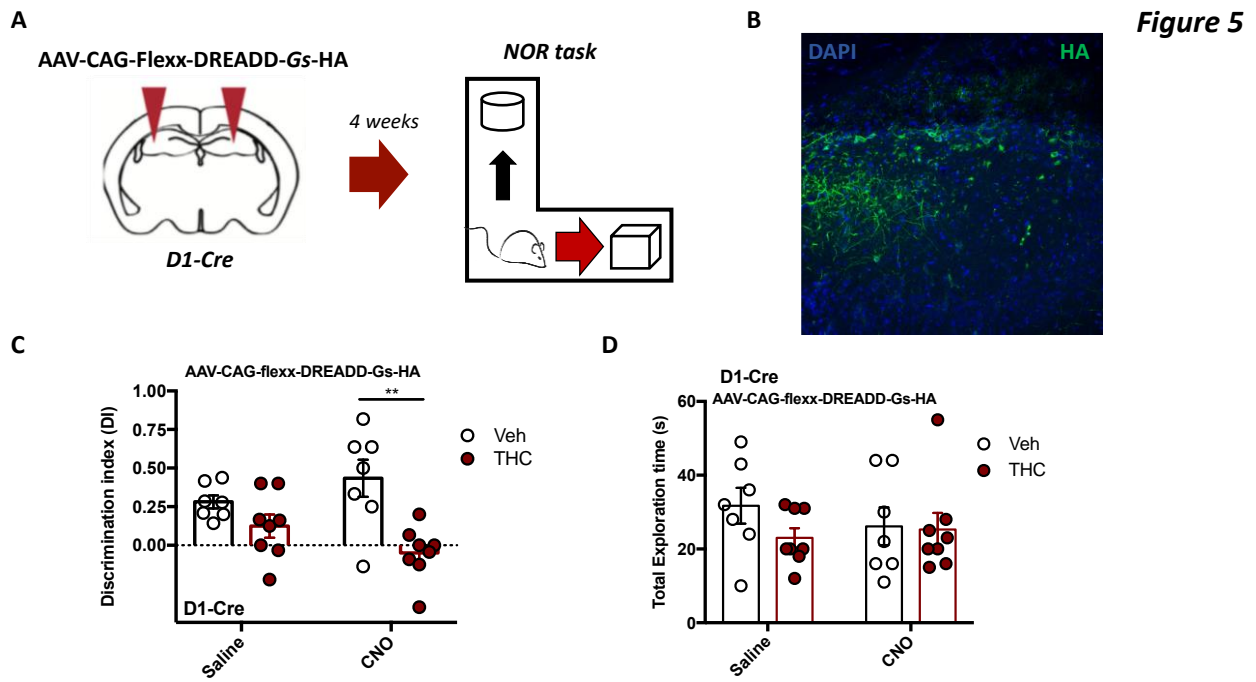 Figure 5
A
AAV-CAG-Flexx-DREADD-Gs-HA
4 weeks
D1-Cre
NOR task
B
DAPI
HA
C
AAV-CAG-flexx-DREADD-Gs-HA
**
Discrimination index (DI)
1.00
0.75
0.50
0.25
0.00
D1-Cre
Saline
CNO
Veh
THC
D
D1-Cre
AAV-CAG-flexx-DREADD-Gs-HA
Total Exploration time (s)
60
40
20
0
Saline
CNO
Veh
THC